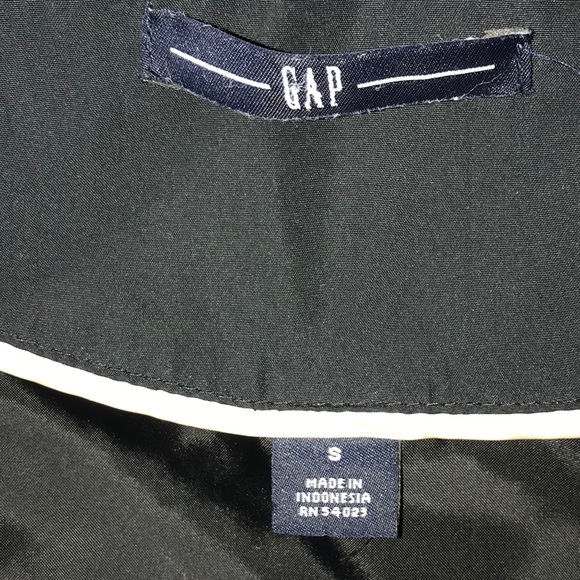 GAP
S
MADE IN
INDONESIA
RN 54023